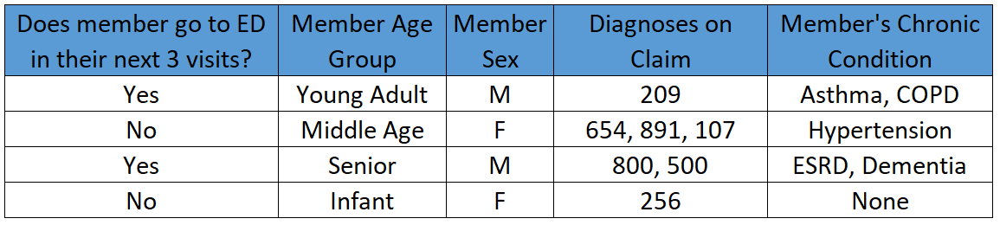 Does member go to ED in their next 3 visits? Member Age Group Member Sex Diagnoses on Claim Member's Chronic Condition
Yes Young Adult M 209 Asthma, COPD
No Middle Age F 654, 891, 107 Hypertension
Yes Senior M 800, 500 ESRD, Dementia
No Infant F 256 None